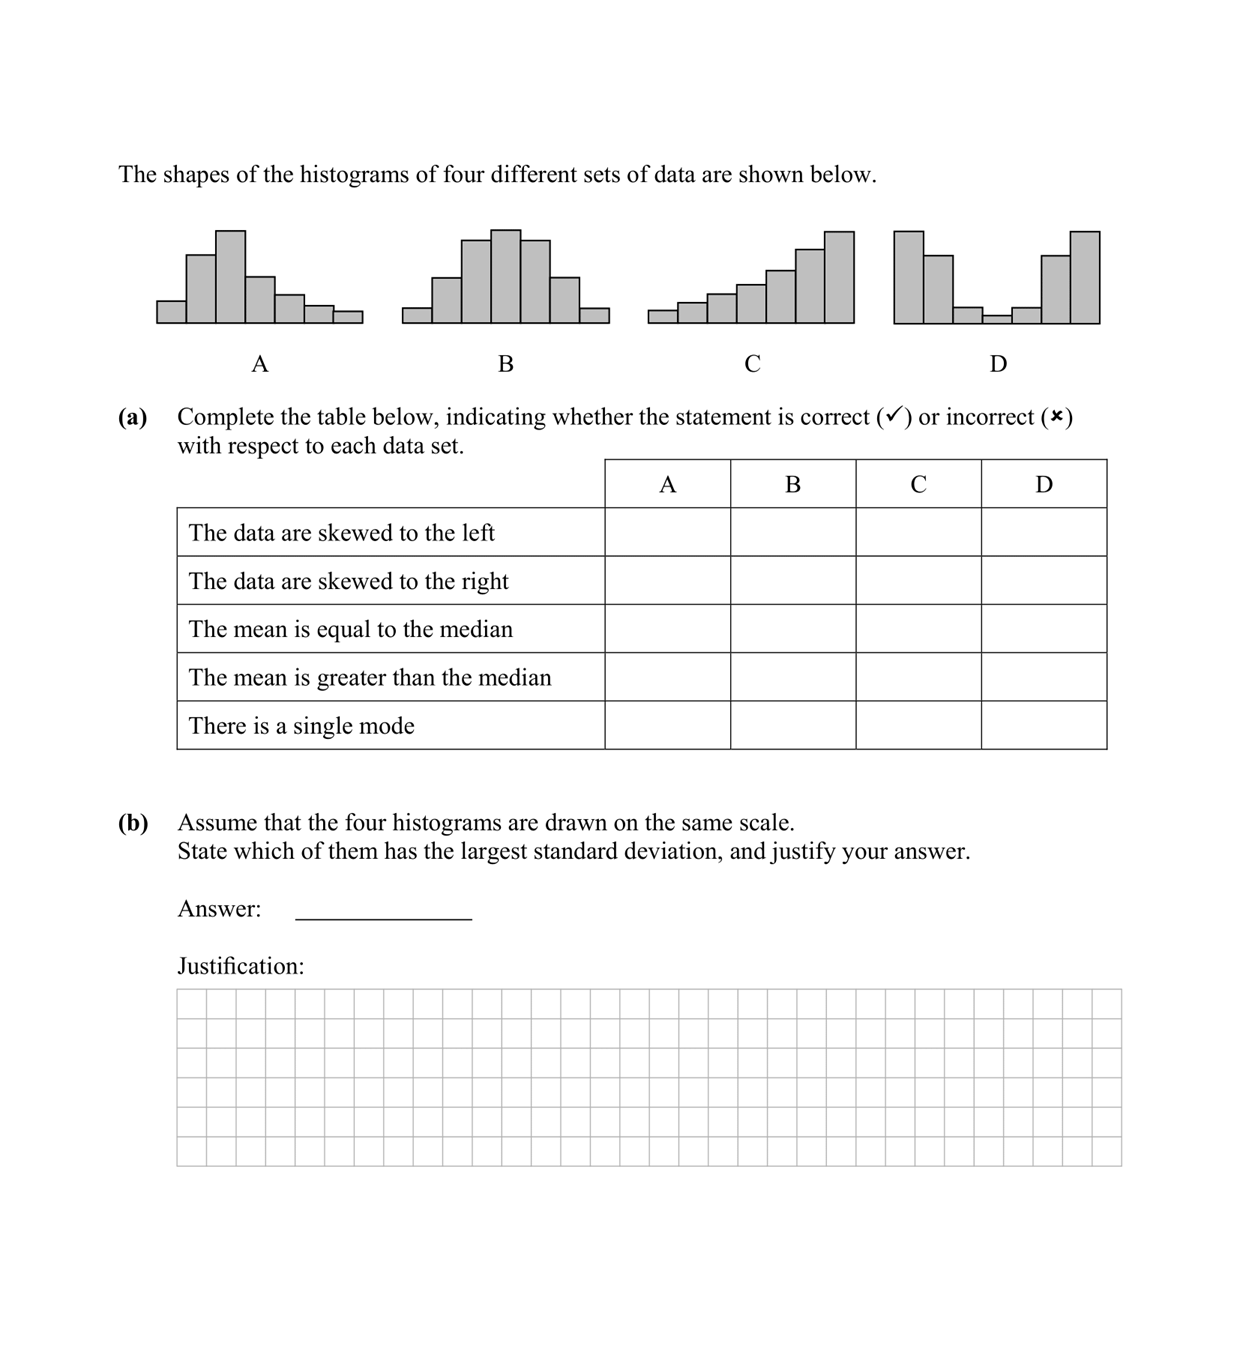 The shapes of the histograms of four different sets of data are shown below.
A B C D
(a) Complete the table below, indicating whether the statement is correct (✓) or incorrect (✗)
with respect to each data set.
A B C D
The data are skewed to the left
The data are skewed to the right
The mean is equal to the median
The mean is greater than the median
There is a single mode
(b) Assume that the four histograms are drawn on the same scale.
State which of them has the largest standard deviation, and justify your answer.
Answer:
Justification: